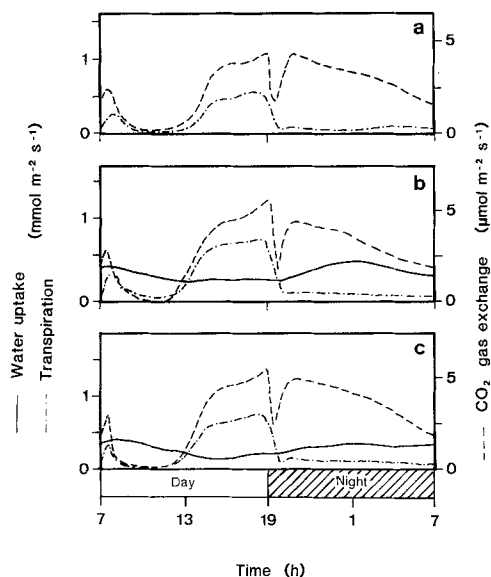 a
1
0
5
0
b
1
0
5
0
c
1
0
5
0
Water uptake
Transpiration
(mmol m⁻² s⁻¹)
CO₂ gas exchange (μmol m⁻² s⁻¹)
Day
Night
7
13
19
1
7
Time (h)